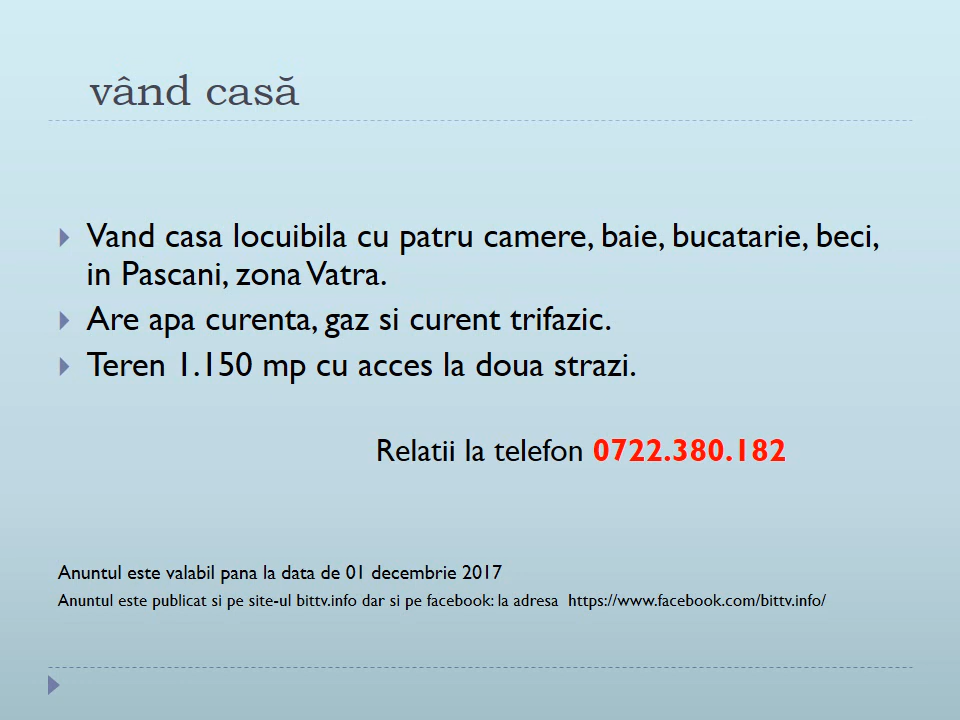 vând casă
Vand casa locuibila cu patru camere, baie, bucatarie, beci,
in Pascani, zona Vatra.
Are apa curenta, gaz si curent trifazic.
Teren 1.150 mp cu acces la doua strazi.
Relatii la telefon 0722.380.182
Anuntul este valabil pana la data de 01 decembrie 2017
Anuntul este publicat si pe site-ul bittv.info dar si pe facebook: la adresa https://www.facebook.com/bittv.info/